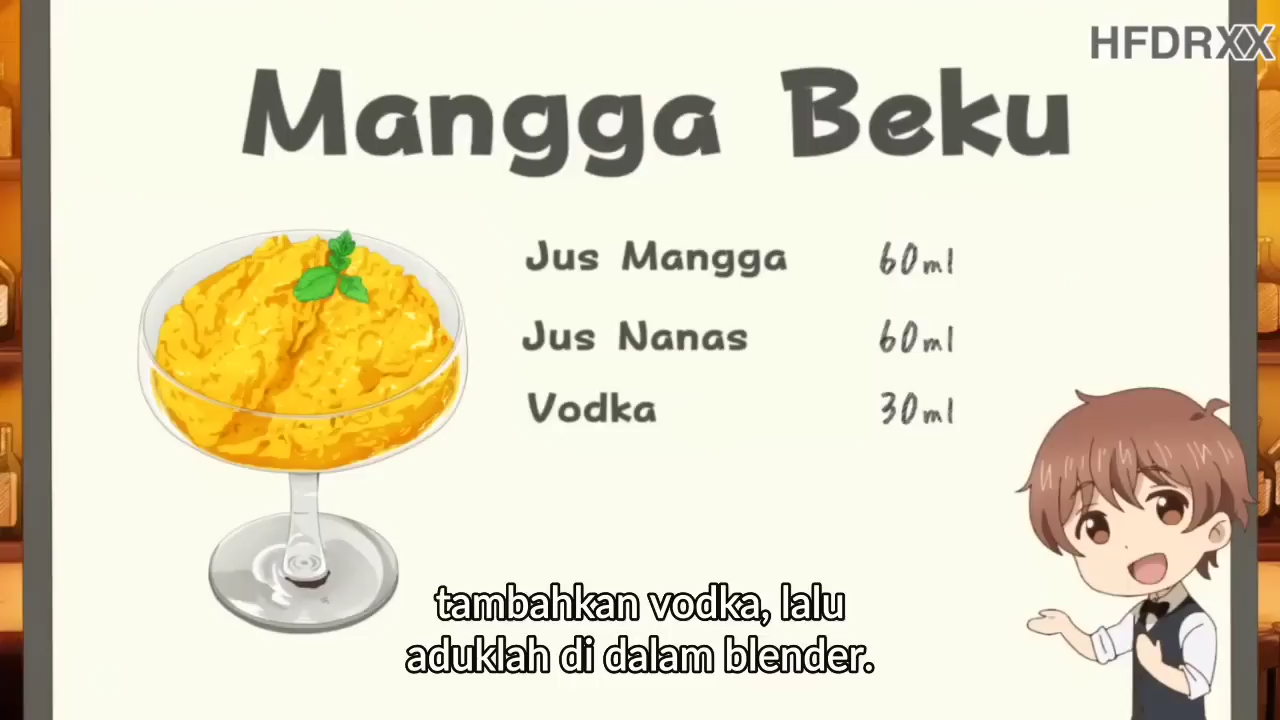 HFDRXX
Mangga Beku
Jus Mangga 60ml
Jus Nanas 60ml
Vodka 30ml
tambahkan vodka, lalu
aduklah di dalam blender.